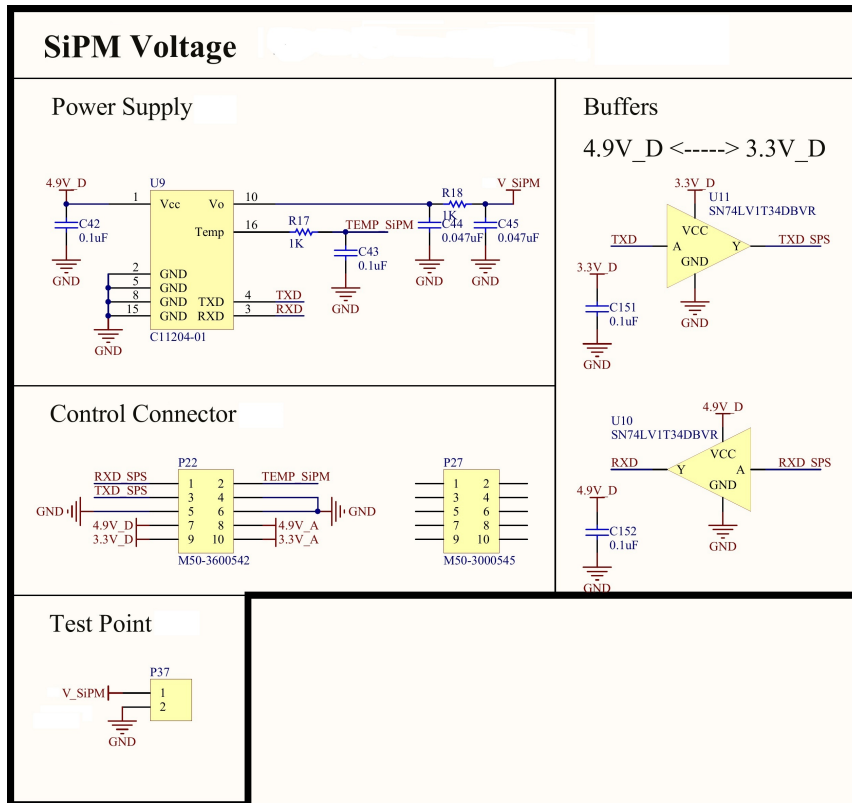 SiPM Voltage
Power Supply
4.9V_D
C42
0.1uF
GND
U9
1 Vcc Vo 10
Temp 16
2 GND
5 GND
8 GND TXD 4 TXD
15 GND RXD 3 RXD
C11204-01
GND
R17
1K
TEMP_SiPM
C43
0.1uF
GND
R18
1K
V_SiPM
C44
0.047uF
GND
C45
0.047uF
GND
Buffers
4.9V_D <-----> 3.3V_D
3.3V_D
U11
SN74LV1T34DBVR
VCC
TXD A Y TXD_SPS
GND
GND
3.3V_D
C151
0.1uF
GND
4.9V_D
U10
SN74LV1T34DBVR
VCC
RXD Y A RXD_SPS
GND
GND
4.9V_D
C152
0.1uF
GND
Control Connector
P22
RXD_SPS 1 2 TEMP_SiPM
TXD_SPS 3 4
GND 5 6 GND
4.9V_D 7 8 4.9V_A
3.3V_D 9 10 3.3V_A
M50-3600542
P27
1 2
3 4
5 6
7 8
9 10
M50-3000545
Test Point
P37
V_SiPM 1
2
GND